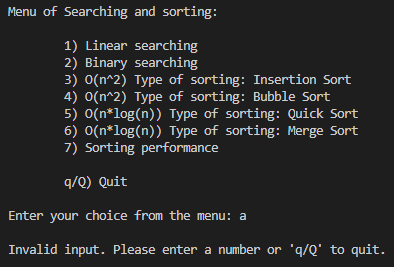 Menu of Searching and sorting:
1) Linear searching
2) Binary searching
3) O(n^2) Type of sorting: Insertion Sort
4) O(n^2) Type of sorting: Bubble Sort
5) O(n*log(n)) Type of sorting: Quick Sort
6) O(n*log(n)) Type of sorting: Merge Sort
7) Sorting performance
q/Q) Quit
Enter your choice from the menu: a
Invalid input. Please enter a number or 'q/Q' to quit.